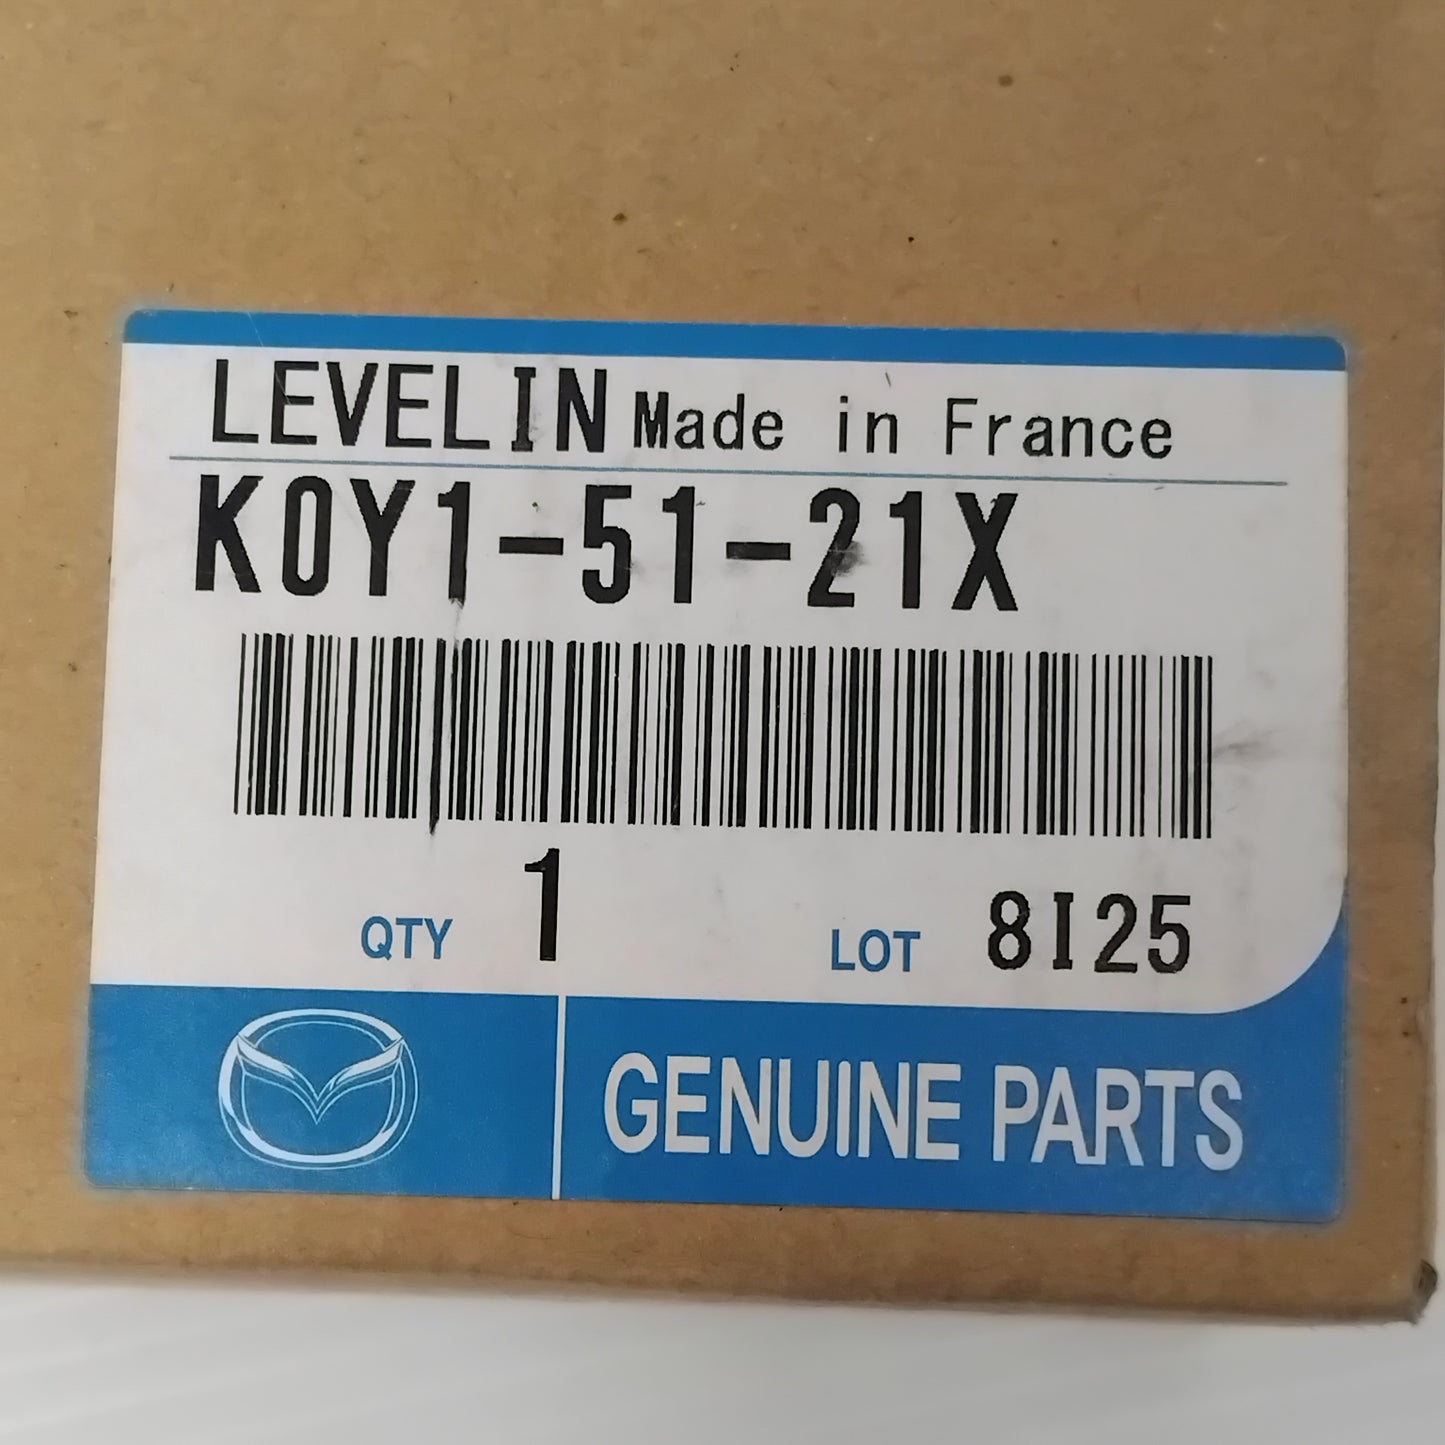 LEVELIN Made in France
K0Y1-51-21X
QTY 1 LOT 8I25
GENUINE PARTS